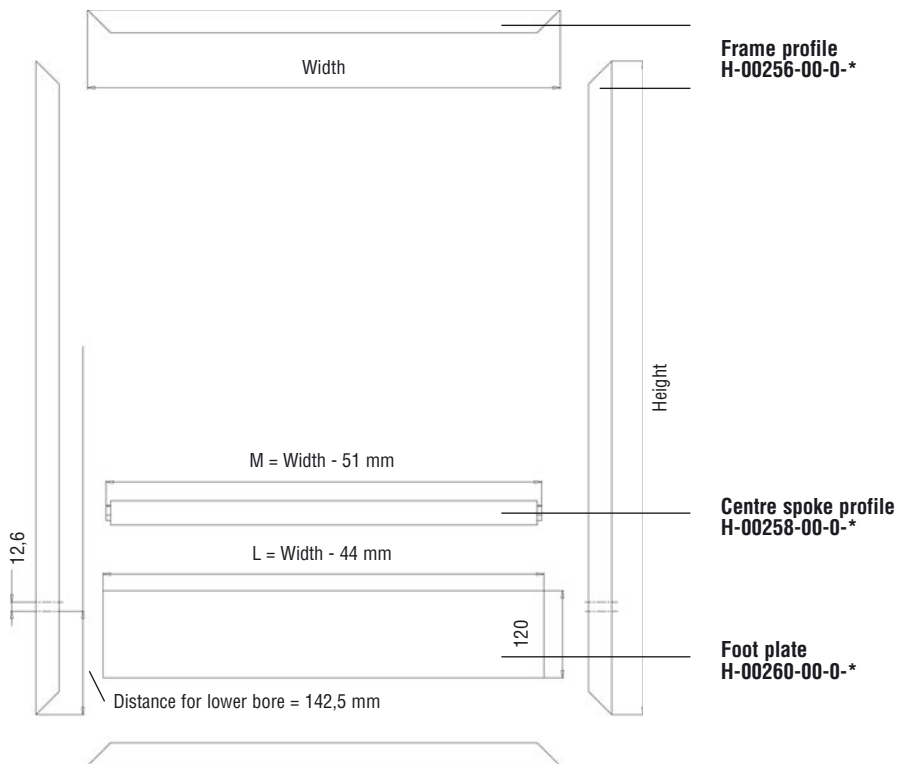 Frame profile
H-00256-00-0-*
Width
Height
M = Width - 51 mm
Centre spoke profile
H-00258-00-0-*
12,6
L = Width - 44 mm
120
Foot plate
H-00260-00-0-*
Distance for lower bore = 142,5 mm